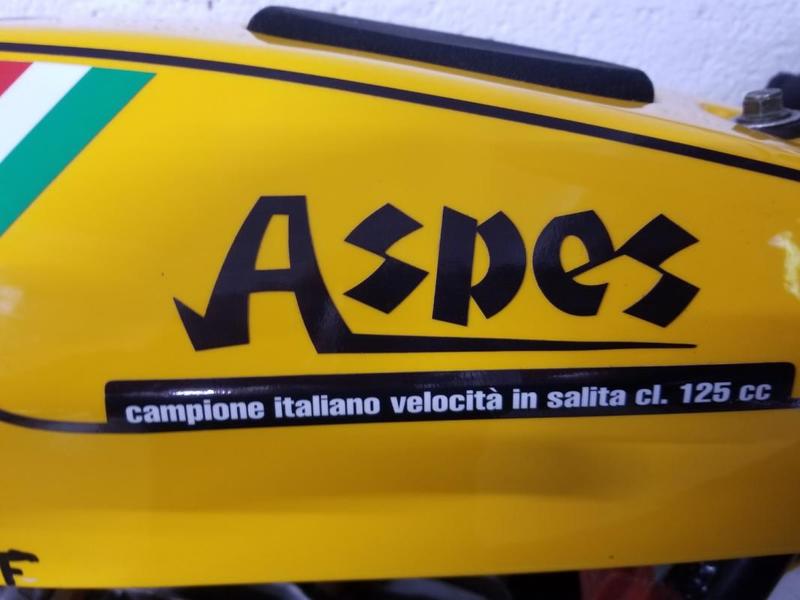 Aspes
campione italiano velocità in salita cl. 125 cc
F